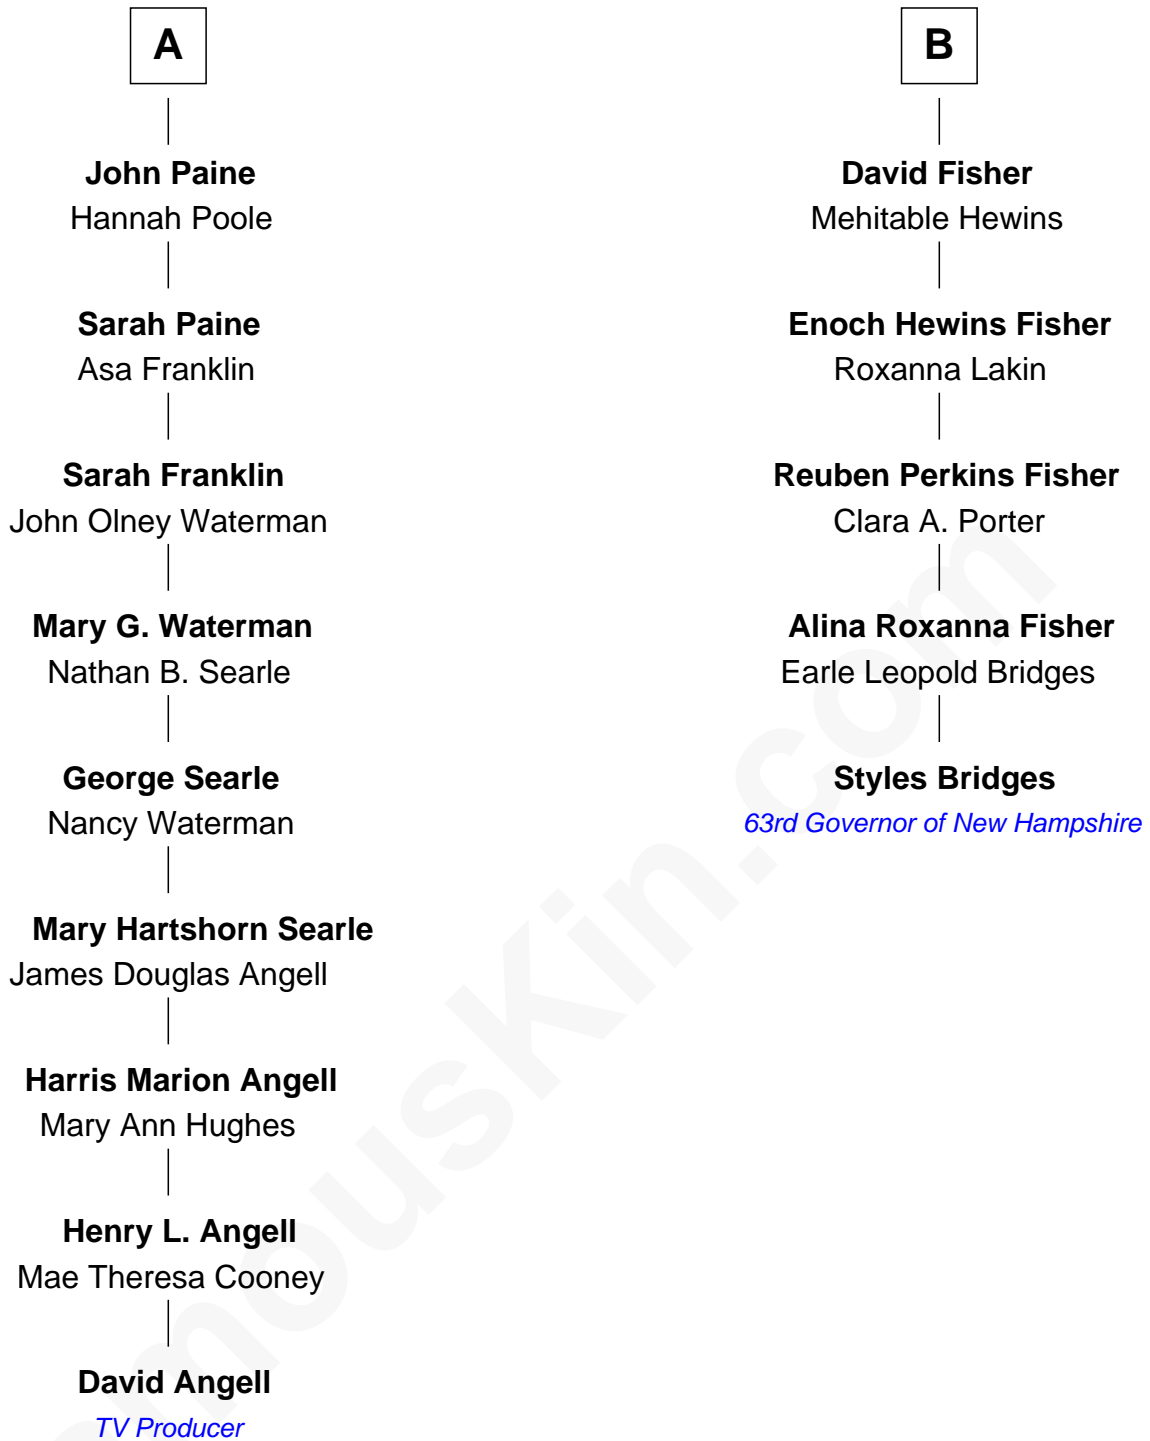 A
John Paine
Hannah Poole
Sarah Paine
Asa Franklin
Sarah Franklin
John Olney Waterman
Mary G. Waterman
Nathan B. Searle
George Searle
Nancy Waterman
Mary Hartshorn Searle
James Douglas Angell
Harris Marion Angell
Mary Ann Hughes
Henry L. Angell
Mae Theresa Cooney
David Angell
TV Producer
B
David Fisher
Mehitable Hewins
Enoch Hewins Fisher
Roxanna Lakin
Reuben Perkins Fisher
Clara A. Porter
Alina Roxanna Fisher
Earle Leopold Bridges
Styles Bridges
63rd Governor of New Hampshire
mousKin.com